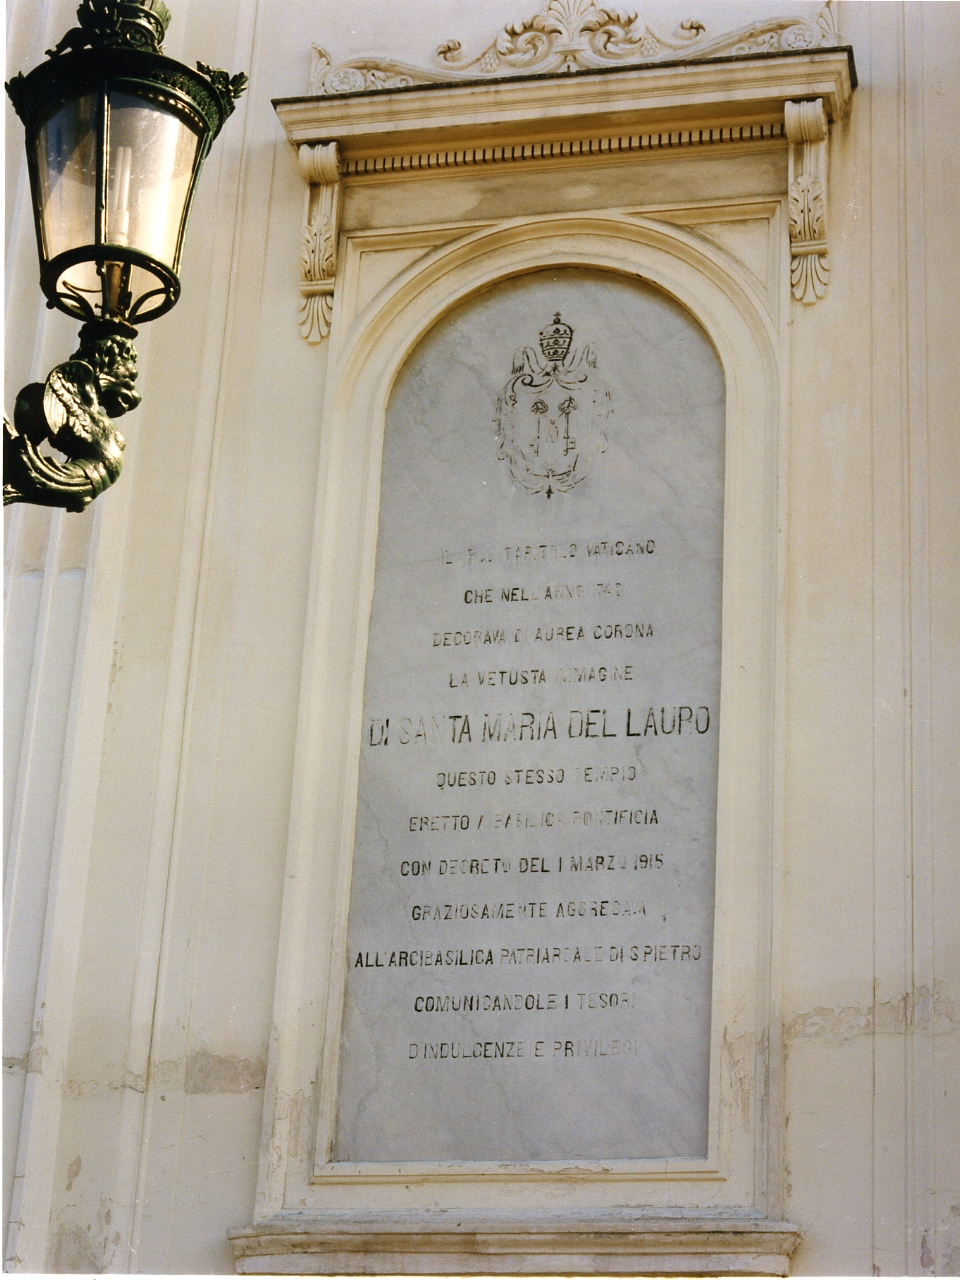 IL R.MO CAPITOLO VATICANO
CHE NELL'ANNO
DECORAVA DI AUREA CORONA
LA VETUSTA IMMAGINE
DI SANTA MARIA DEL LAURO
QUESTO STESSO TEMPIO
ERETTO A BASILICA PONTIFICIA
CON DECRETO DEL 1 MARZO 1915
GRAZIOSAMENTE AGGREGAVA
ALL'ARCIBASILICA PATRIARCALE DI S.PIETRO
COMUNICANDOLE I TESORI
D'INDULGENZE E PRIVILEGI